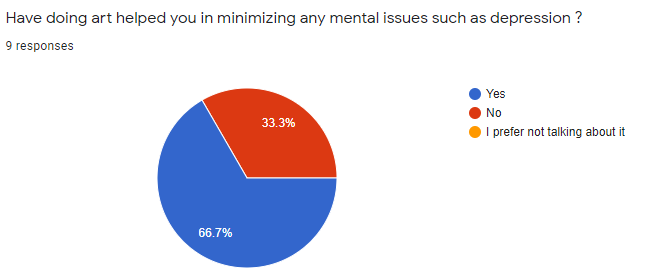 Have doing art helped you in minimizing any mental issues such as depression ?
9 responses
Yes
No
I prefer not talking about it
33.3%
66.7%